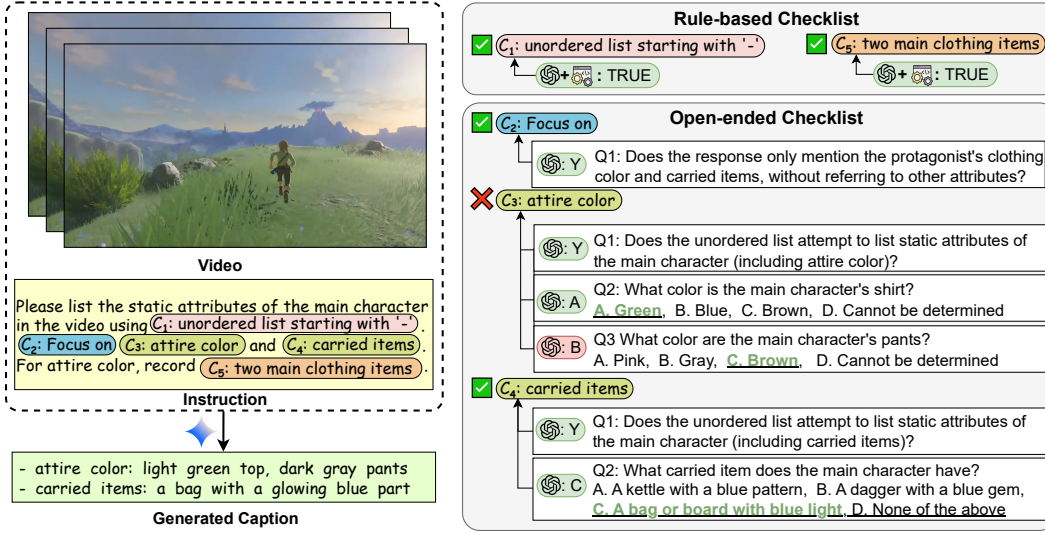 Video
Please list the static attributes of the main character
in the video using C1: unordered list starting with '-'.
C2: Focus on C3: attire color and C4: carried items.
For attire color, record C5: two main clothing items.
Instruction
- attire color: light green top, dark gray pants
- carried items: a bag with a glowing blue part
Generated Caption
Rule-based Checklist
C1: unordered list starting with '-'
+ : TRUE
C5: two main clothing items
+ : TRUE
Open-ended Checklist
C2: Focus on
: Y
Q1: Does the response only mention the protagonist's clothing
color and carried items, without referring to other attributes?
C3: attire color
: Y
Q1: Does the unordered list attempt to list static attributes of
the main character (including attire color)?
: A
Q2: What color is the main character's shirt?
A. Green, B. Blue, C. Brown, D. Cannot be determined
: B
Q3 What color are the main character's pants?
A. Pink, B. Gray, C. Brown, D. Cannot be determined
C4: carried items
: Y
Q1: Does the unordered list attempt to list static attributes of
the main character (including carried items)?
: C
Q2: What carried item does the main character have?
A. A kettle with a blue pattern, B. A dagger with a blue gem,
C. A bag or board with blue light, D. None of the above